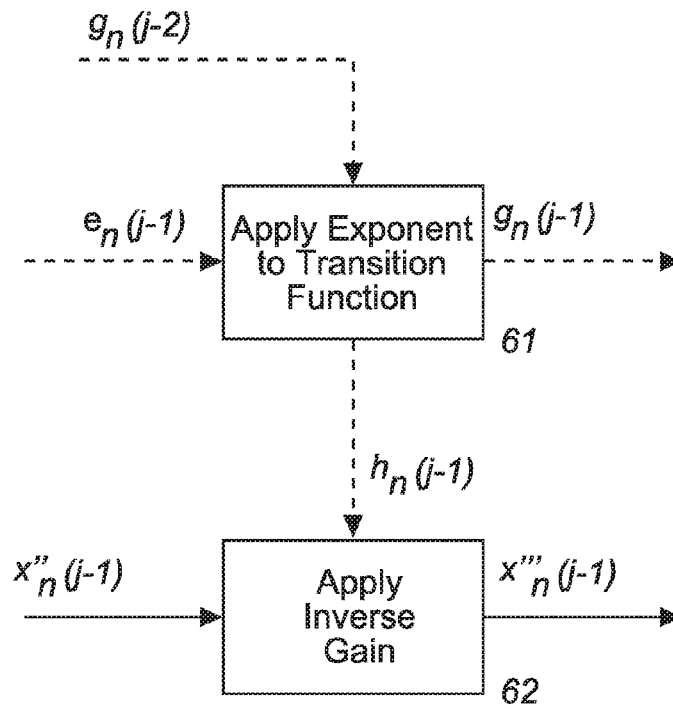 g_n (j-2)
e_n (j-1)
Apply Exponent
to Transition
Function
g_n (j-1)
61
h_n (j-1)
x''_n (j-1)
Apply
Inverse
Gain
x'''_n (j-1)
62